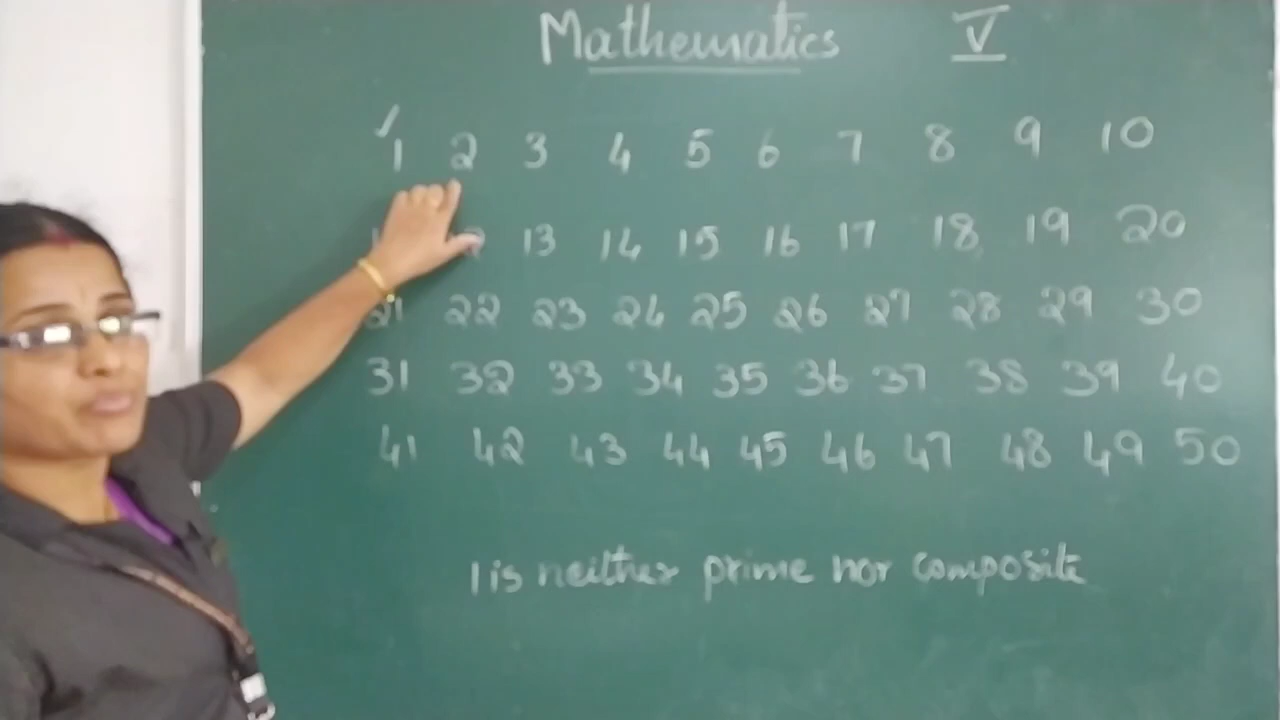 Mathematics V
✓
1 2 3 4 5 6 7 8 9 10
13 14 15 16 17 18 19 20
21 22 23 24 25 26 27 28 29 30
31 32 33 34 35 36 37 38 39 40
41 42 43 44 45 46 47 48 49 50
1 is neither prime nor composite